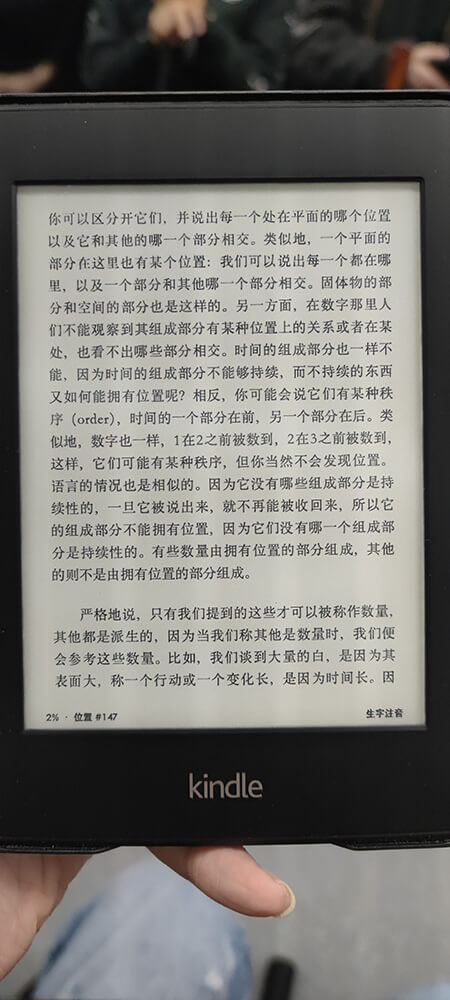 你可以区分开它们，并说出每一个处在平面的哪个位置
以及它和其他的哪一个部分相交。类似地，一个平面的
部分在这里也有某个位置：我们可以说出每一个都在哪
里，以及一个部分和其他哪一个部分相交。固体物的部
分和空间的部分也是这样的。另一方面，在数字那里人
们不能观察到其组成部分有某种位置上的关系或者在某
处，也看不出哪些部分相交。时间的组成部分也一样不
能，因为时间的组成部分不能够持续，而不持续的东西
又如何能拥有位置呢？相反，你可能会说它们有某种秩
序（order），时间的一个部分在前，另一个部分在后。类
似地，数字也一样，1在2之前被数到，2在3之前被数到，
这样，它们可能有某种秩序，但你当然不会发现位置。
语言的情况也是相似的。因为它没有哪些组成部分是持
续性的，一旦它被说出来，就不再能被收回来，所以它
的组成部分不能拥有位置，因为它们没有哪一个组成部
分是持续性的。有些数量由拥有位置的部分组成，其他
的则不是由拥有位置的部分组成。
严格地说，只有我们提到的这些才可以被称作数量，
其他都是派生的，因为当我们称其他是数量时，我们便
会参考这些数量。比如，我们谈到大量的白，是因为其
表面大，称一个行动或一个变化长，是因为时间长。因
2% · 位置 #147 生字注音
kindle